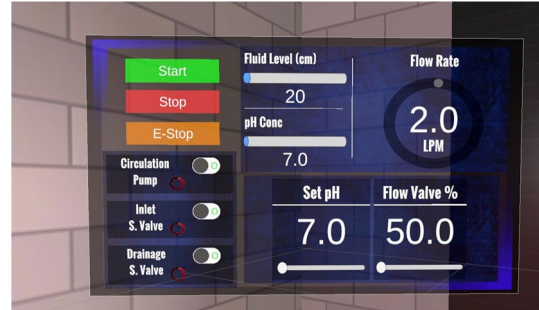 Start
Stop
E-Stop
Circulation
Pump
Inlet
S. Valve
Drainage
S. Valve
Fluid Level (cm)
20
pH Conc
7.0
Flow Rate
2.0
LPM
Set pH
7.0
Flow Valve %
50.0